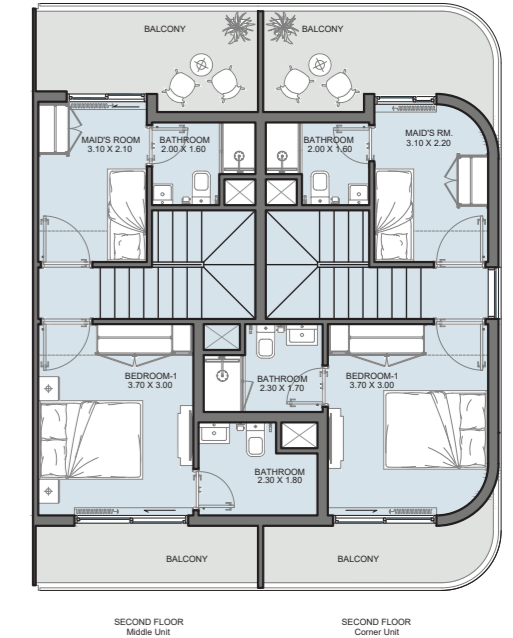 BALCONY
BALCONY
MAID'S ROOM
3.10 X 2.10
BATHROOM
2.00 X 1.60
BATHROOM
2.00 X 1.60
MAID'S RM.
3.10 X 2.20
BEDROOM-1
3.70 X 3.00
BATHROOM
2.30 X 1.70
BEDROOM-1
3.70 X 3.00
BATHROOM
2.30 X 1.80
BALCONY
BALCONY
SECOND FLOOR
Middle Unit
SECOND FLOOR
Corner Unit